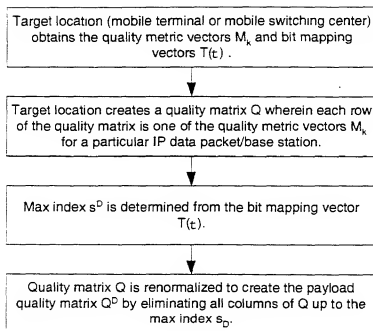 Target location (mobile terminal or mobile switching center)
obtains the quality metric vectors Mk and bit mapping
vectors T(t) .
Target location creates a quality matrix Q wherein each row
of the quality matrix is one of the quality metric vectors Mk
for a particular IP data packet/base station.
Max index sD is determined from the bit mapping vector
T(t).
Quality matrix Q is renormalized to create the payload
quality matrix QD by eliminating all columns of Q up to the
max index sD.